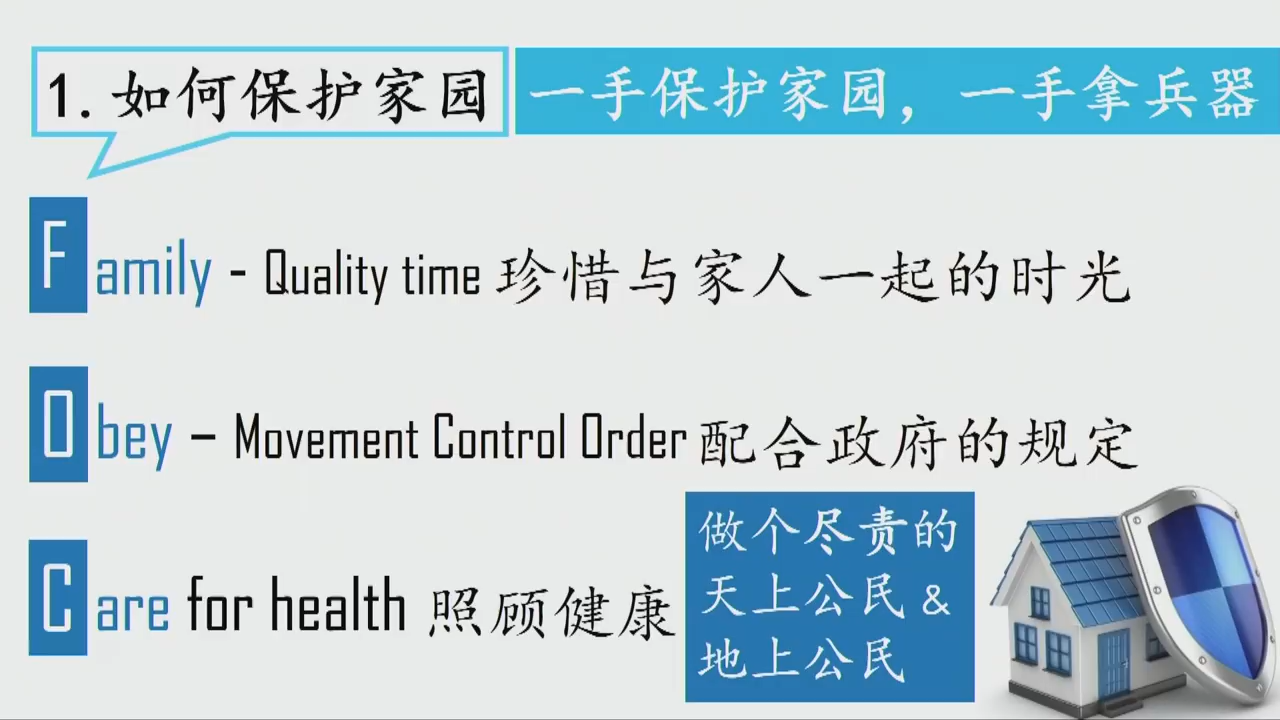 1. 如何保护家园
一手保护家园，一手拿兵器
Family - Quality time 珍惜与家人一起的时光
Obey – Movement Control Order 配合政府的规定
Care for health 照顾健康
做个尽责的
天上公民 &
地上公民